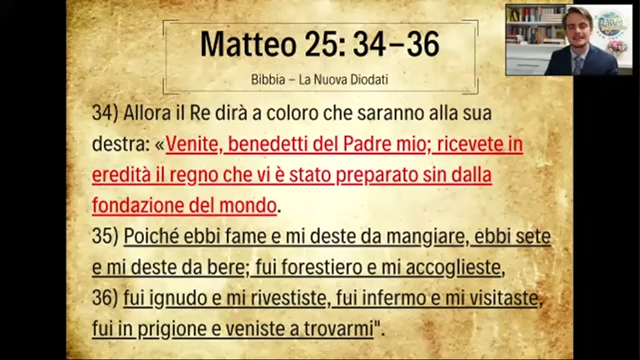 Matteo 25: 34–36
Bibbia – La Nuova Diodati
34) Allora il Re dirà a coloro che saranno alla sua
destra: «Venite, benedetti del Padre mio; ricevete in
eredità il regno che vi è stato preparato sin dalla
fondazione del mondo.
35) Poiché ebbi fame e mi deste da mangiare, ebbi sete
e mi deste da bere; fui forestiero e mi accoglieste,
36) fui ignudo e mi rivestiste, fui infermo e mi visitaste,
fui in prigione e veniste a trovarmi".